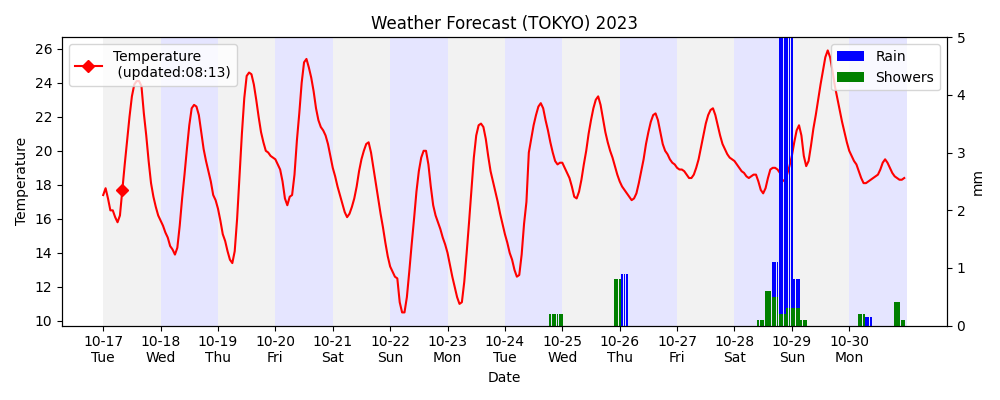 Weather Forecast (TOKYO) 2023
Temperature
(updated:08:13)
Rain
Showers
26
24
22
20
18
16
14
12
10
Temperature
5
4
3
2
1
0
mm
10-17 10-18 10-19 10-20 10-21 10-22 10-23 10-24 10-25 10-26 10-27 10-28 10-29 10-30
Tue Wed Thu Fri Sat Sun Mon Tue Wed Thu Fri Sat Sun Mon
Date